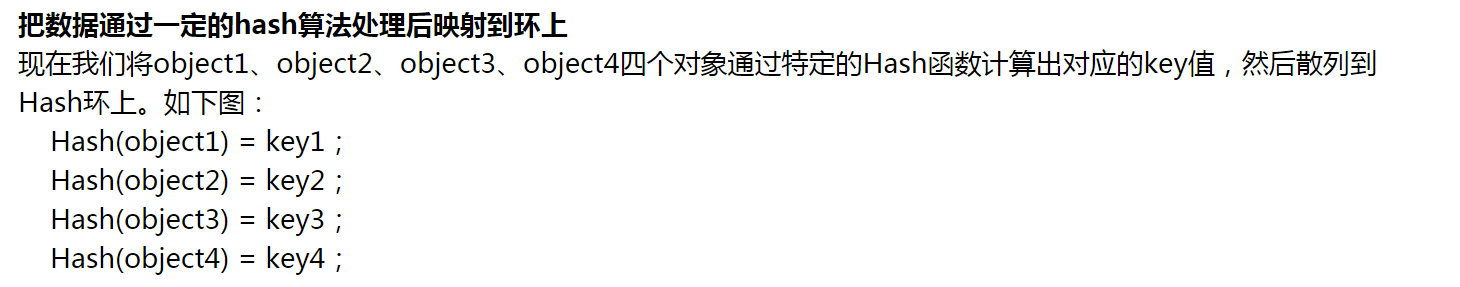 把数据通过一定的hash算法处理后映射到环上
现在我们将object1、object2、object3、object4四个对象通过特定的Hash函数计算出对应的key值，然后散列到
Hash环上。如下图：
Hash(object1) = key1；
Hash(object2) = key2；
Hash(object3) = key3；
Hash(object4) = key4；